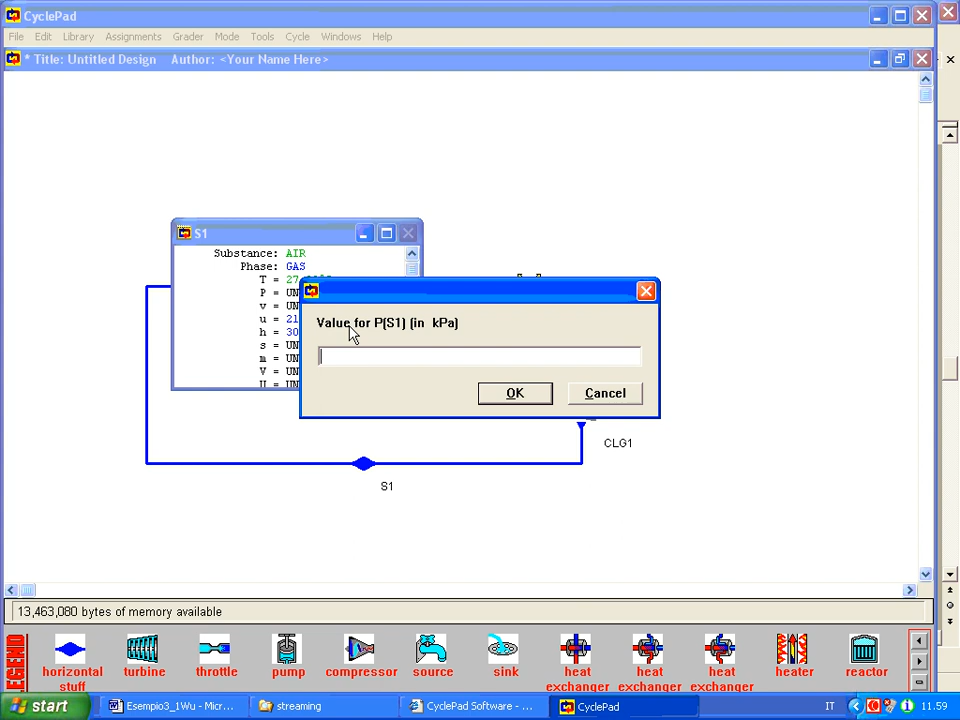 CyclePad
File Edit Library Assignments Grader Mode Tools Cycle Windows Help
* Title: Untitled Design Author: <Your Name Here>
S1
Substance: AIR
Phase: GAS
T = 27
P = UN
v = UN
u = 21
h = 30
s = UN
m = UN
V = UN
U = UN
Value for P(S1) (in kPa)
OK Cancel
CLG1
S1
13,463,080 bytes of memory available
LEGEND
horizontal stuff
turbine
throttle
pump
compressor
source
sink
heat exchanger
heat exchanger
heat exchanger
heater
reactor
start
Esempio3_1Wu - Micr...
streaming
CyclePad Software - ...
CyclePad
IT
11.59